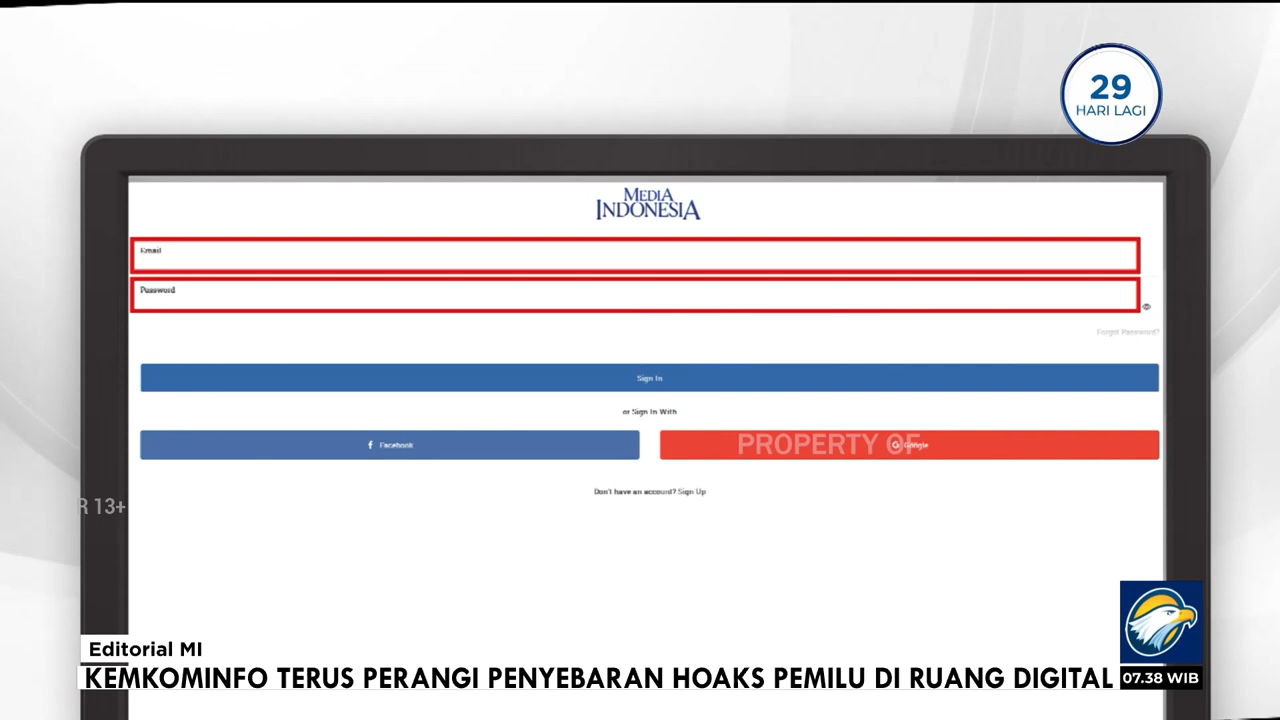 29
HARI LAGI
MEDIA
INDONESIA
Email
Password
Forgot Password?
Sign In
or Sign In With
f Facebook
G Google
PROPERTY OF
Don't have an account? Sign Up
R 13+
Editorial MI
KEMKOMINFO TERUS PERANGI PENYEBARAN HOAKS PEMILU DI RUANG DIGITAL
07.38 WIB